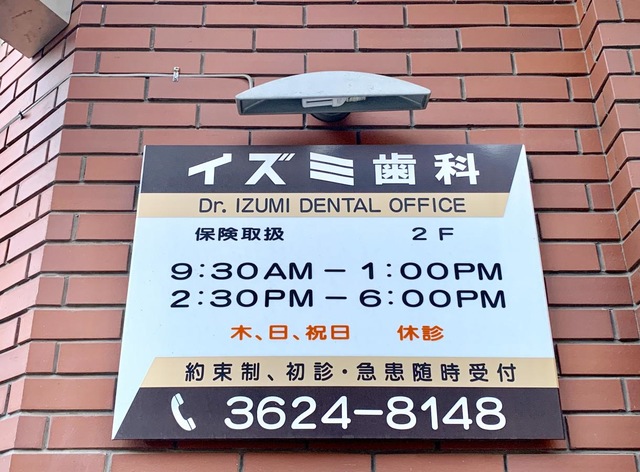 イズミ歯科
Dr. IZUMI DENTAL OFFICE
保険取扱 2F
9:30AM－1:00PM
2:30PM－6:00PM
木、日、祝日 休診
約束制、初診・急患随時受付
3624-8148